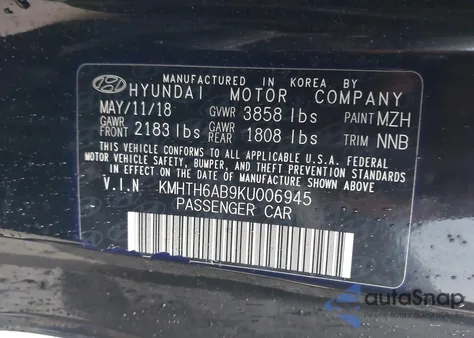 MANUFACTURED IN KOREA BY
HYUNDAI MOTOR COMPANY
MAY/11/18 GVWR 3858 lbs PAINT MZH
GAWR FRONT 2183 lbs GAWR REAR 1808 lbs TRIM NNB
THIS VEHICLE CONFORMS TO ALL APPLICABLE U.S.A. FEDERAL
MOTOR VEHICLE SAFETY, BUMPER, AND THEFT PREVENTION STANDARDS
IN EFFECT ON THE DATE OF MANUFACTURE SHOWN ABOVE.
V.I.N. KMHTH6AB9KU006945
PASSENGER CAR
autoSnap